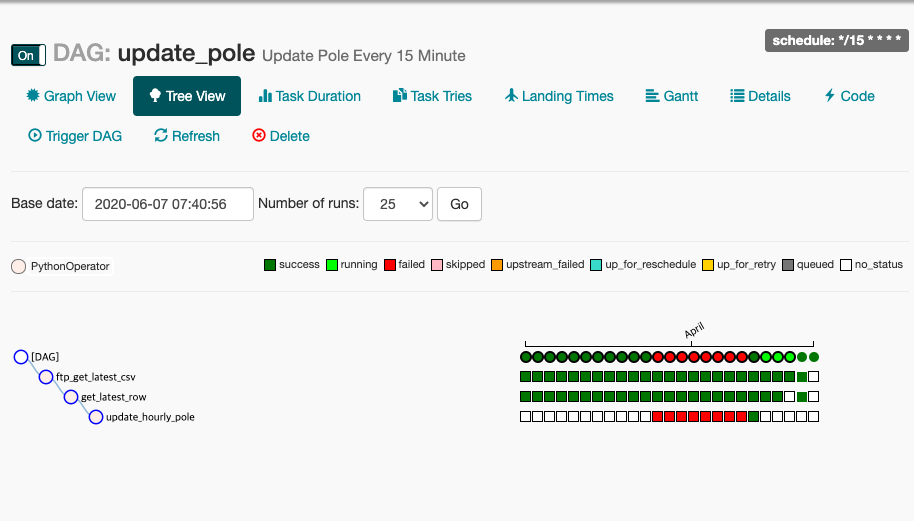 schedule: */15 * * * *
On DAG: update_pole Update Pole Every 15 Minute
Graph View Tree View Task Duration Task Tries Landing Times Gantt Details Code
Trigger DAG Refresh Delete
Base date: 2020-06-07 07:40:56 Number of runs: 25 Go
PythonOperator success running failed skipped upstream_failed up_for_reschedule up_for_retry queued no_status
April
[DAG]
ftp_get_latest_csv
get_latest_row
update_hourly_pole